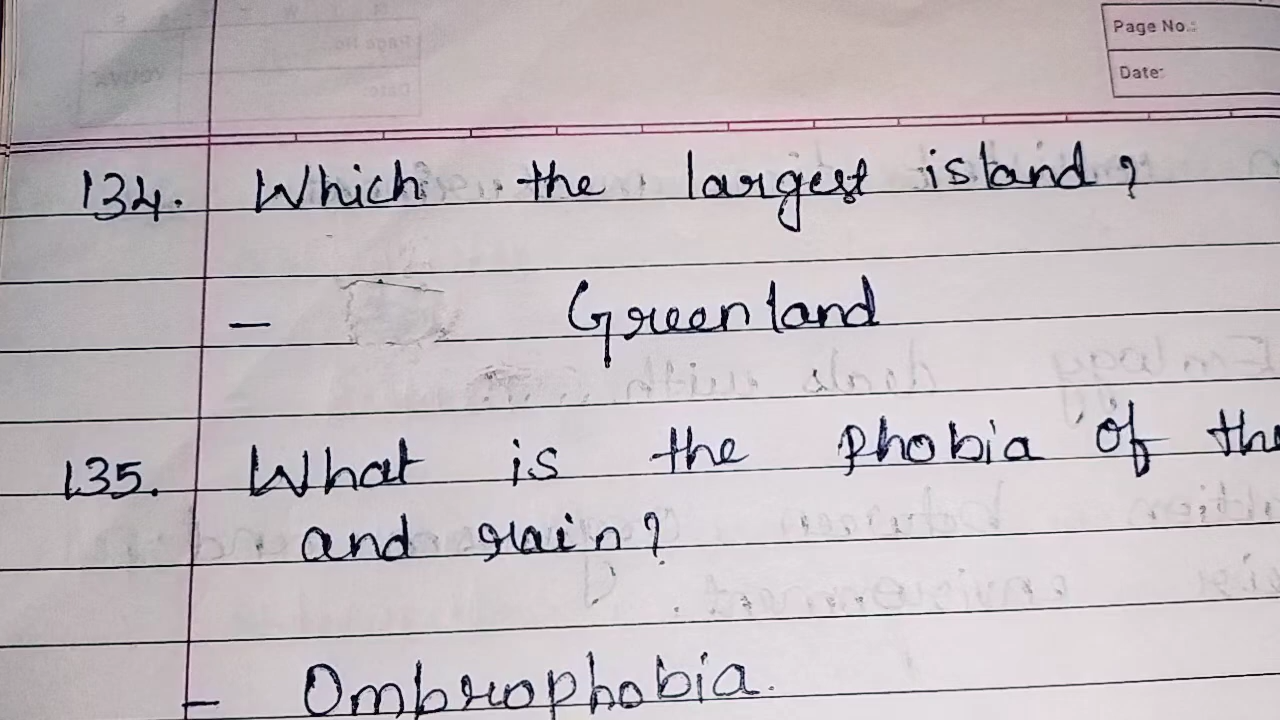 Page No.:
Date:
134. Which the largest island?
- Greenland
135. What is the phobia of the
and rain?
- Ombrophobia.